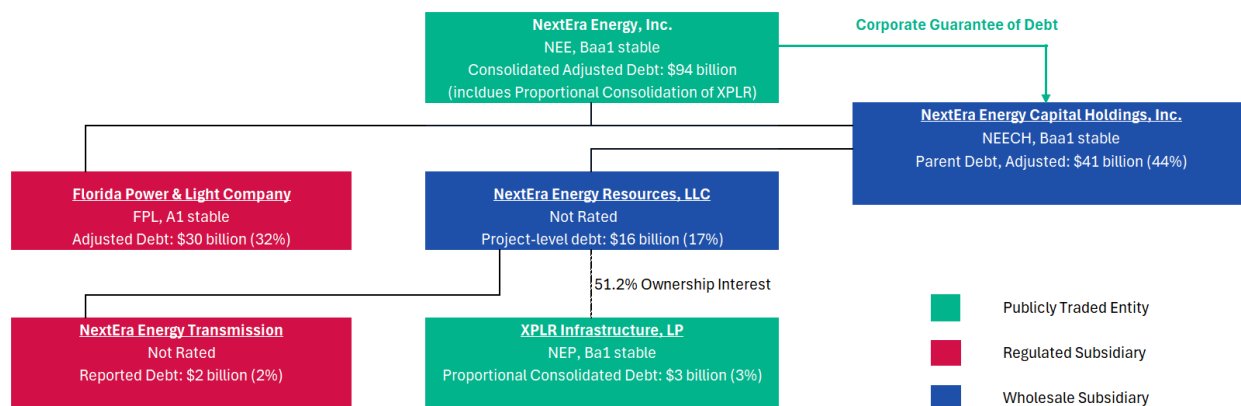 NextEra Energy, Inc.
NEE, Baa1 stable
Consolidated Adjusted Debt: $94 billion
(incldues Proportional Consolidation of XPLR)
Corporate Guarantee of Debt
NextEra Energy Capital Holdings, Inc.
NEECH, Baa1 stable
Parent Debt, Adjusted: $41 billion (44%)
Florida Power & Light Company
FPL, A1 stable
Adjusted Debt: $30 billion (32%)
NextEra Energy Resources, LLC
Not Rated
Project-level debt: $16 billion (17%)
51.2% Ownership Interest
NextEra Energy Transmission
Not Rated
Reported Debt: $2 billion (2%)
XPLR Infrastructure, LP
NEP, Ba1 stable
Proportional Consolidated Debt: $3 billion (3%)
Publicly Traded Entity
Regulated Subsidiary
Wholesale Subsidiary